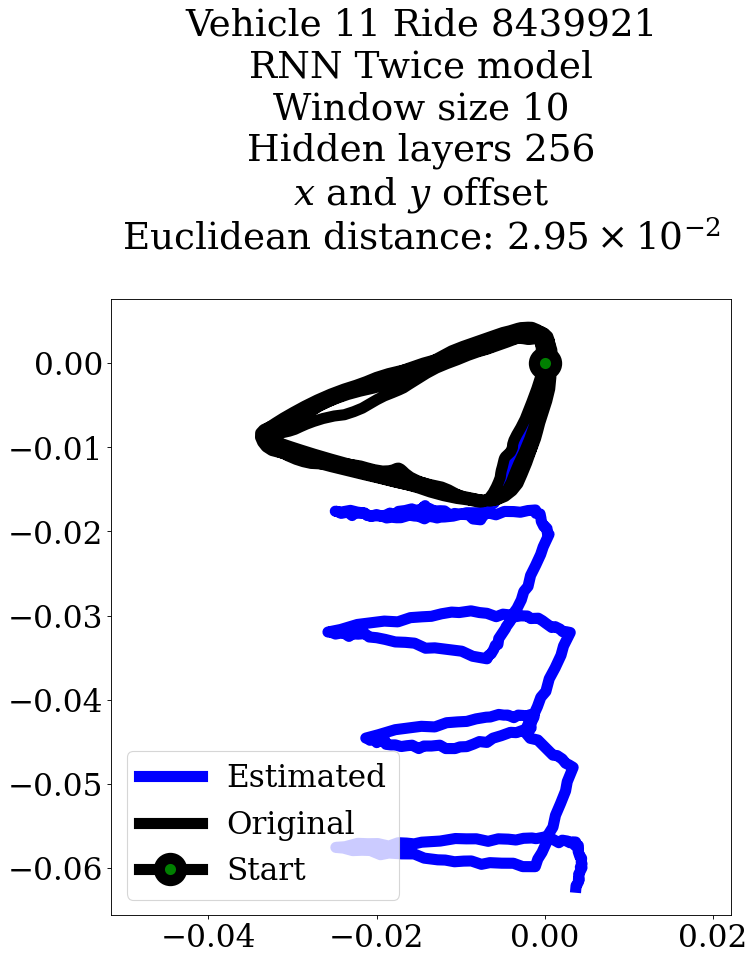 Vehicle 11 Ride 8439921
RNN Twice model
Window size 10
Hidden layers 256
x and y offset
Euclidean distance: 2.95 × 10⁻²
0.00
−0.01
−0.02
−0.03
−0.04
−0.05
−0.06
Estimated
Original
Start
−0.04 −0.02 0.00 0.02